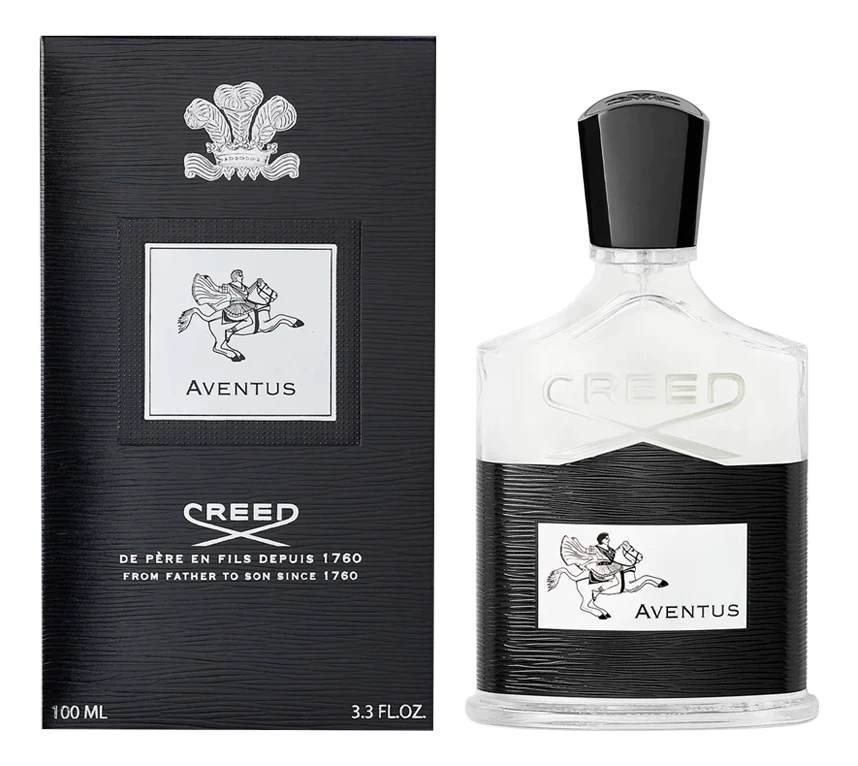 AVENTUS
CREED
DE PÈRE EN FILS DEPUIS 1760
FROM FATHER TO SON SINCE 1760
100 ML
3.3 FL.OZ.
CREED
AVENTUS